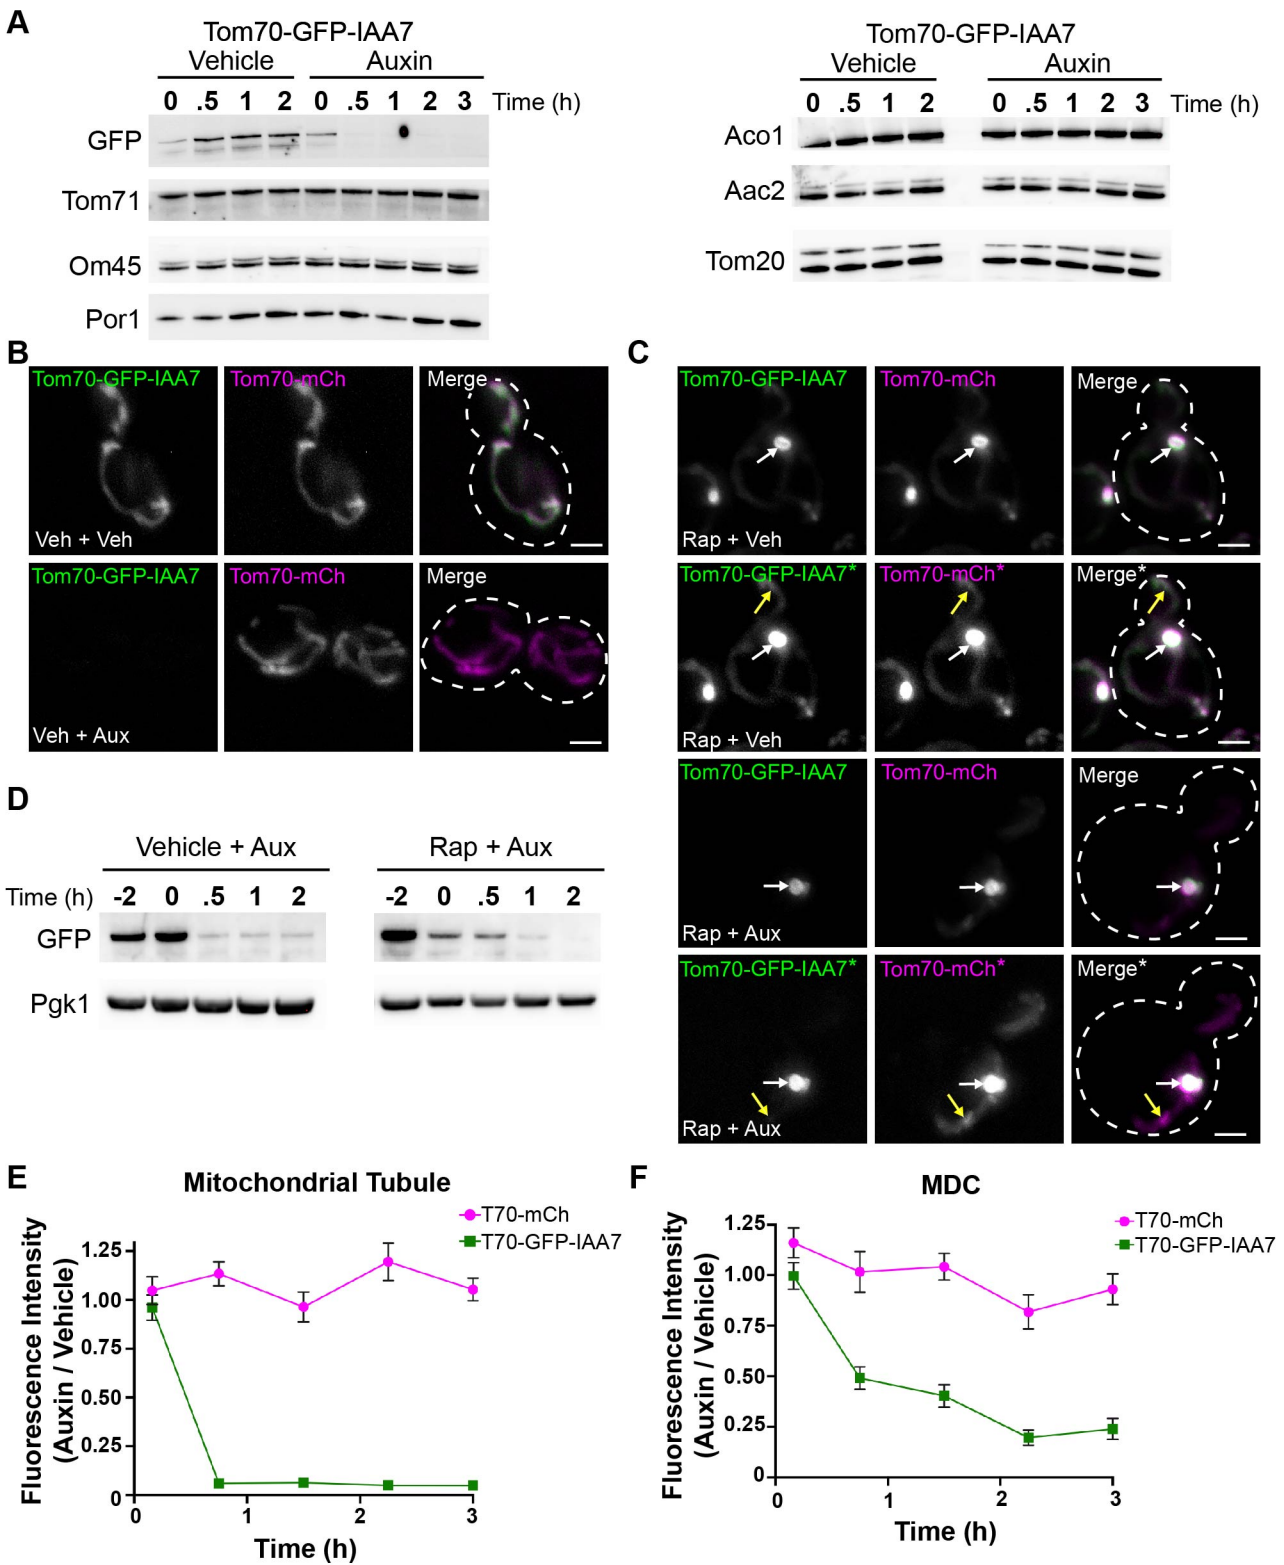 A
Tom70-GFP-IAA7
Vehicle Auxin
0 .5 1 2 0 .5 1 2 3 Time (h)
GFP
Tom71
Om45
Por1
Tom70-GFP-IAA7
Vehicle Auxin
0 .5 1 2 0 .5 1 2 3 Time (h)
Aco1
Aac2
Tom20
B
Tom70-GFP-IAA7 Tom70-mCh Merge
Veh + Veh
Tom70-GFP-IAA7 Tom70-mCh Merge
Veh + Aux
C
Tom70-GFP-IAA7 Tom70-mCh Merge
Rap + Veh
Tom70-GFP-IAA7* Tom70-mCh* Merge*
Rap + Veh
Tom70-GFP-IAA7 Tom70-mCh Merge
Rap + Aux
Tom70-GFP-IAA7* Tom70-mCh* Merge*
Rap + Aux
D
Vehicle + Aux Rap + Aux
Time (h) -2 0 .5 1 2 -2 0 .5 1 2
GFP
Pgk1
E
Mitochondrial Tubule
T70-mCh
T70-GFP-IAA7
Fluorescence Intensity
(Auxin / Vehicle)
1.25
1.00
0.75
0.50
0.25
0
0 1 2 3
Time (h)
F
MDC
T70-mCh
T70-GFP-IAA7
Fluorescence Intensity
(Auxin / Vehicle)
1.25
1.00
0.75
0.50
0.25
0
0 1 2 3
Time (h)